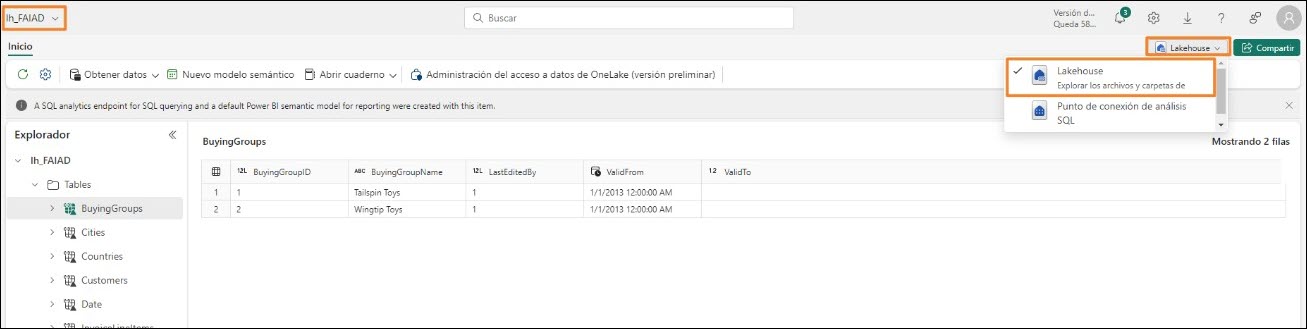 lh_FAIAD
Buscar
Versión d...
Queda 58...
3
Inicio
Lakehouse
Compartir
Obtener datos
Nuevo modelo semántico
Abrir cuaderno
Administración del acceso a datos de OneLake (versión preliminar)
Lakehouse
Explorar los archivos y carpetas de
Punto de conexión de análisis
SQL
A SQL analytics endpoint for SQL querying and a default Power BI semantic model for reporting were created with this item.
Explorador
BuyingGroups
Mostrando 2 filas
lh_FAIAD
Tables
BuyingGroups
Cities
Countries
Customers
Date
InvoiceLineItems
12L BuyingGroupID ABC BuyingGroupName 12L LastEditedBy ValidFrom 1.2 ValidTo
1 1 Tailspin Toys 1 1/1/2013 12:00:00 AM
2 2 Wingtip Toys 1 1/1/2013 12:00:00 AM